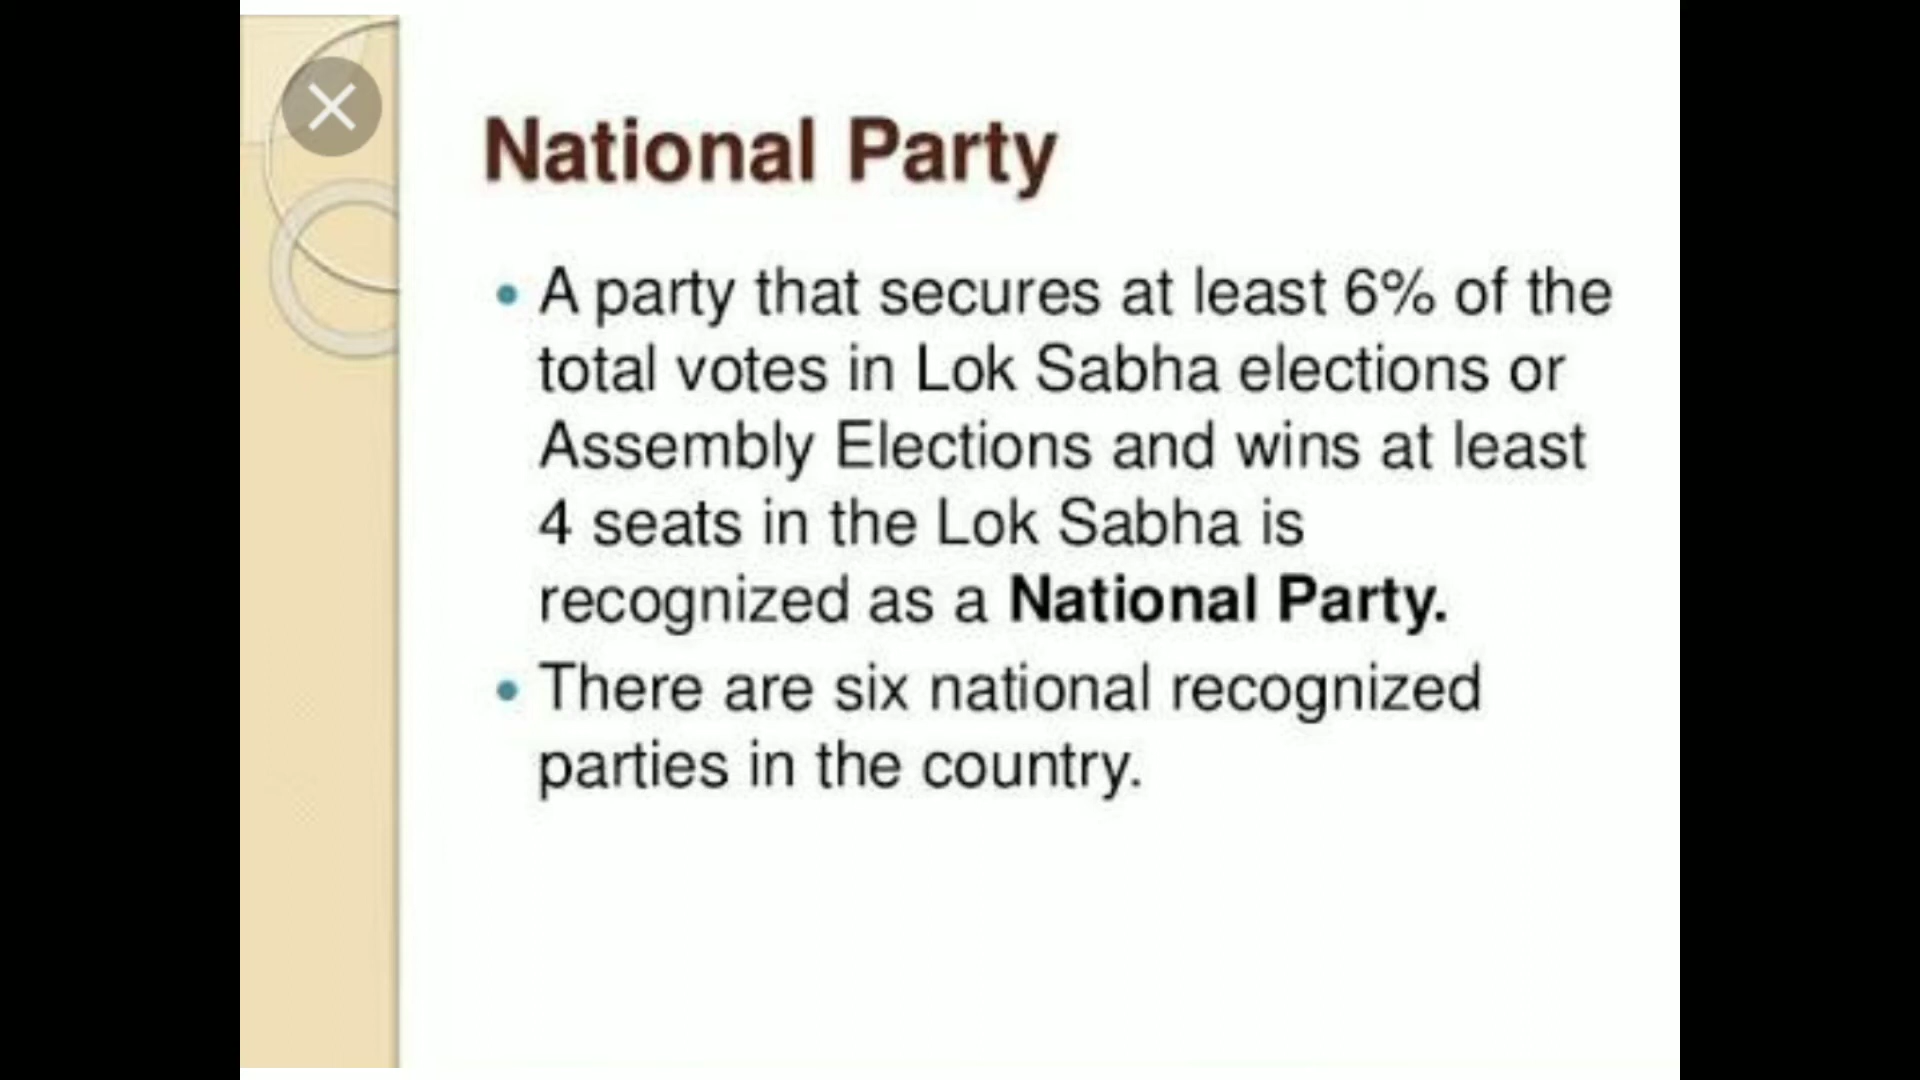 National Party
• A party that secures at least 6% of the
total votes in Lok Sabha elections or
Assembly Elections and wins at least
4 seats in the Lok Sabha is
recognized as a National Party.
• There are six national recognized
parties in the country.